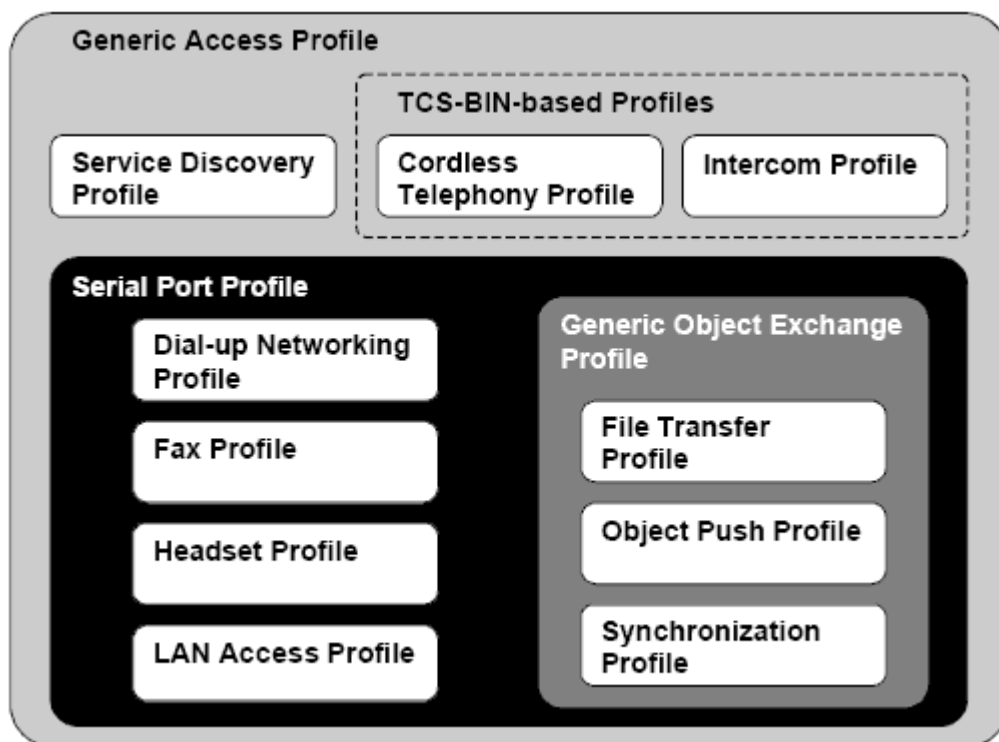 Generic Access Profile
TCS-BIN-based Profiles
Service Discovery
Profile
Cordless
Telephony Profile
Intercom Profile
Serial Port Profile
Dial-up Networking
Profile
Fax Profile
Headset Profile
LAN Access Profile
Generic Object Exchange
Profile
File Transfer
Profile
Object Push Profile
Synchronization
Profile